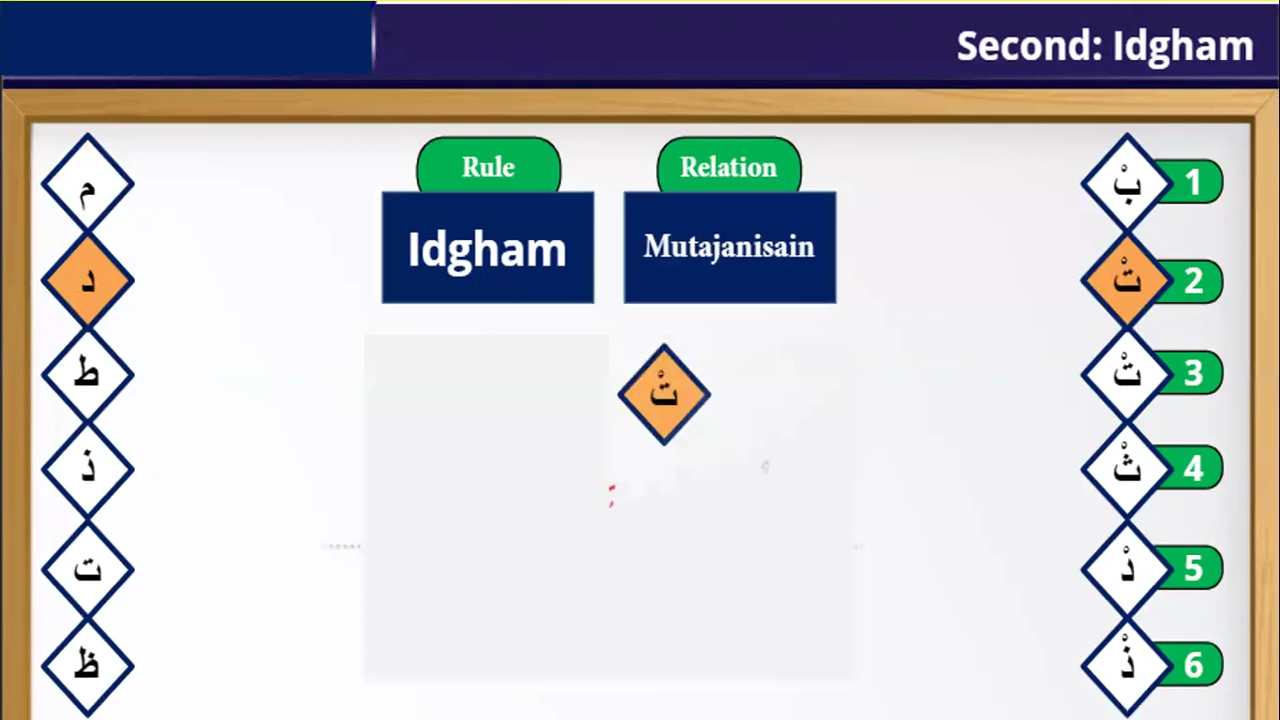 Second: Idgham
Rule
Relation
Idgham
Mutajanisain
م
بْ 1
د
تْ 2
ط
تْ 3
ذ
ثْ 4
ت
دْ 5
ظ
ذْ 6
تْ